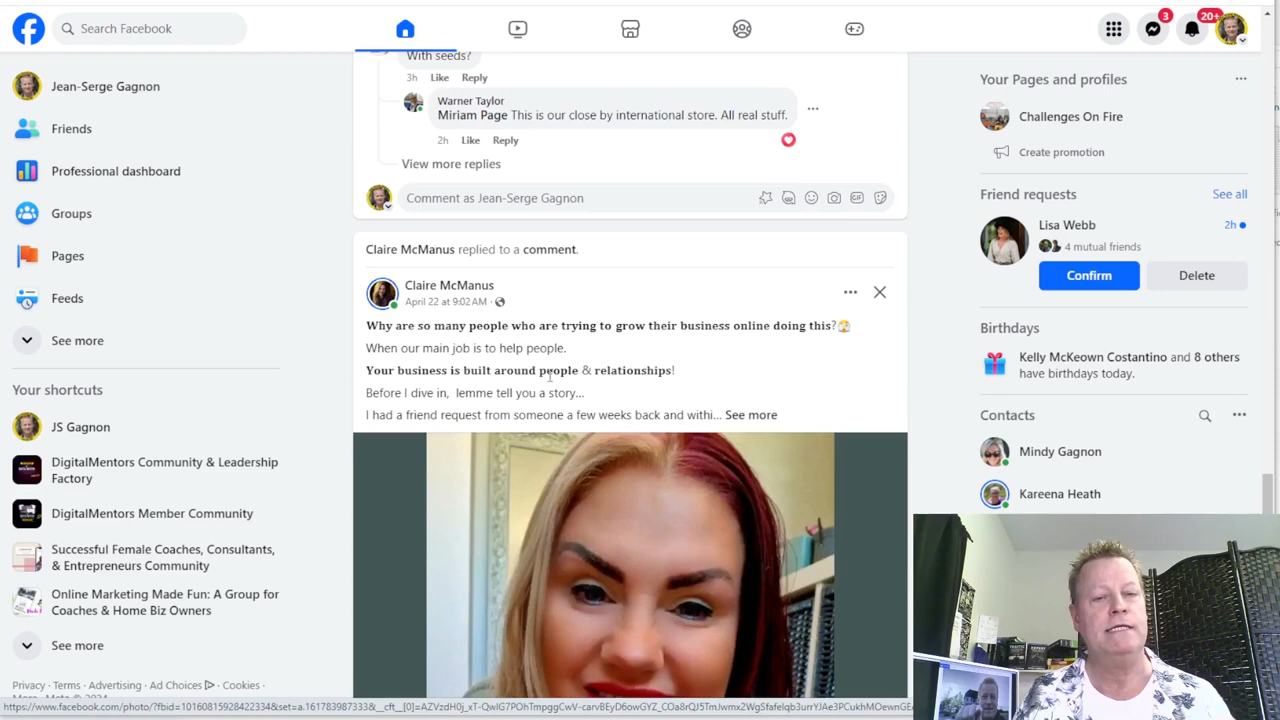 Search Facebook
3
20+
Jean-Serge Gagnon
Friends
Professional dashboard
Groups
Pages
Feeds
See more
Your shortcuts
JS Gagnon
DigitalMentors Community & Leadership
Factory
DigitalMentors Member Community
Successful Female Coaches, Consultants,
& Entrepreneurs Community
Online Marketing Made Fun: A Group for
Coaches & Home Biz Owners
See more
Privacy · Terms · Advertising · Ad Choices · Cookies ·
With seeds?
3h Like Reply
Warner Taylor
Miriam Page This is our close by international store. All real stuff.
2h Like Reply
View more replies
Comment as Jean-Serge Gagnon
GIF
Claire McManus replied to a comment.
Claire McManus
April 22 at 9:02 AM ·
Why are so many people who are trying to grow their business online doing this?🫣
When our main job is to help people.
Your business is built around people & relationships!
Before I dive in, lemme tell you a story...
I had a friend request from someone a few weeks back and withi... See more
Your Pages and profiles
Challenges On Fire
Create promotion
Friend requests
See all
Lisa Webb
2h
4 mutual friends
Confirm
Delete
Birthdays
Kelly McKeown Costantino and 8 others
have birthdays today.
Contacts
Mindy Gagnon
Kareena Heath